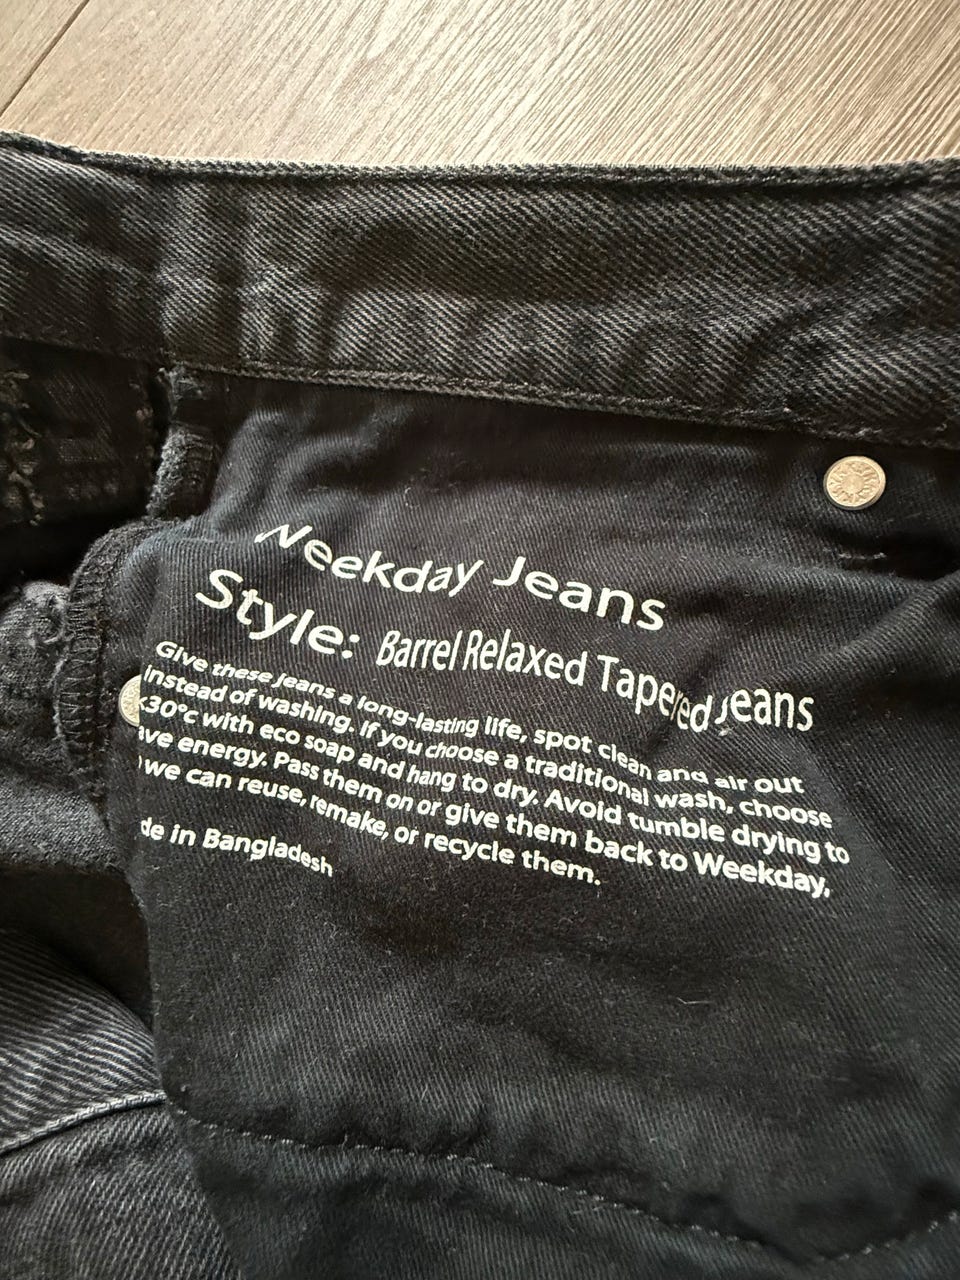 Weekday Jeans
Style: Barrel Relaxed Tapered Jeans
Give these jeans a long-lasting life, spot clean and air out
instead of washing. If you choose a traditional wash, choose
<30°c with eco soap and hang to dry. Avoid tumble drying to
ave energy. Pass them on or give them back to Weekday,
we can reuse, remake, or recycle them.
de in Bangladesh